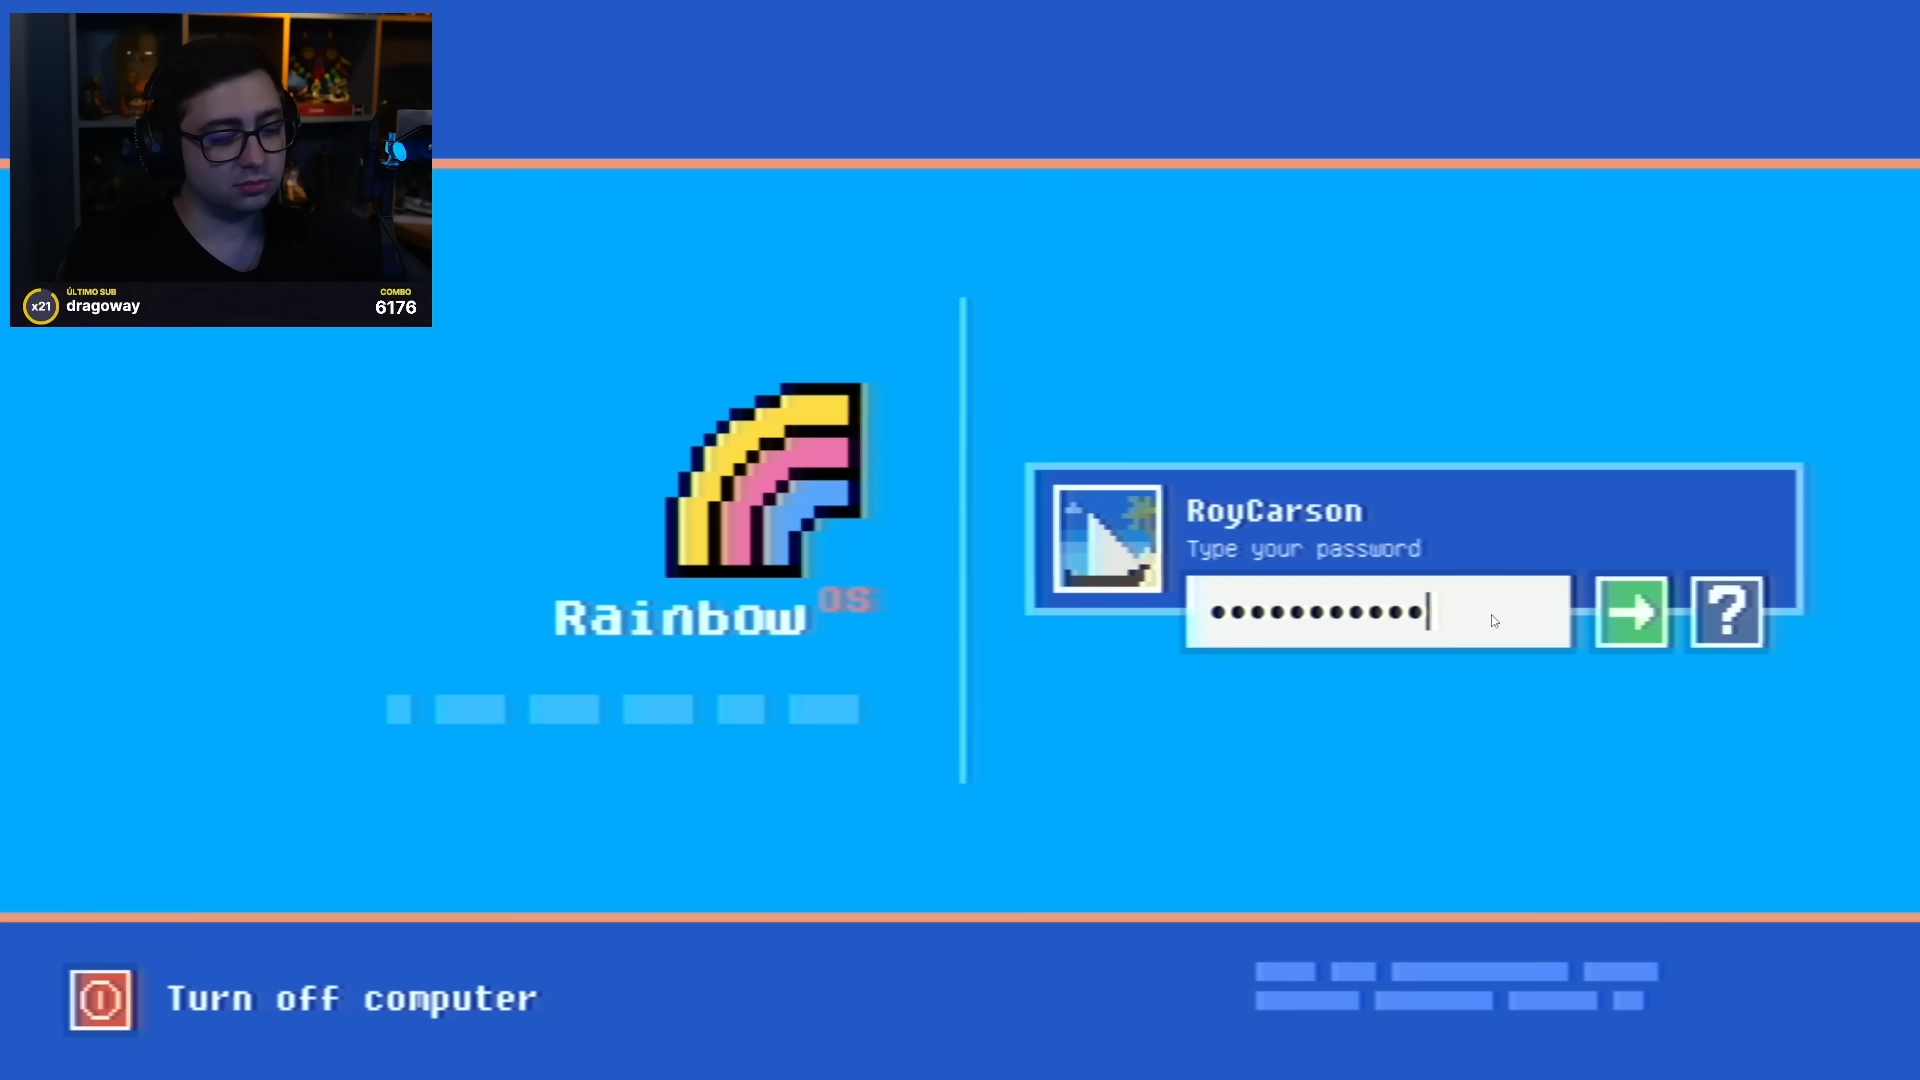 x21
ÚLTIMO SUB
dragoway
COMBO
6176
Rainbow OS
RoyCarson
Type your password
?
Turn off computer